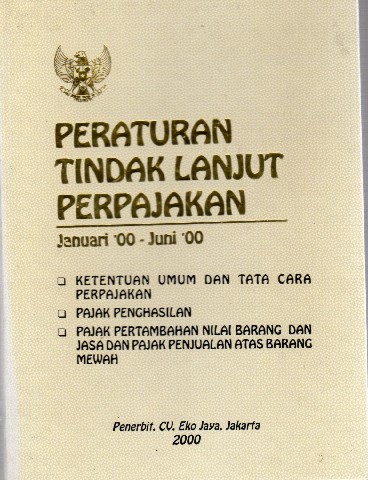 PERATURAN
TINDAK LANJUT
PERPAJAKAN
Januari '00 - Juni '00
KETENTUAN UMUM DAN TATA CARA
PERPAJAKAN
PAJAK PENGHASILAN
PAJAK PERTAMBAHAN NILAI BARANG DAN
JASA DAN PAJAK PENJUALAN ATAS BARANG
MEWAH
Penerbit. CV. Eko Jaya. Jakarta
2000